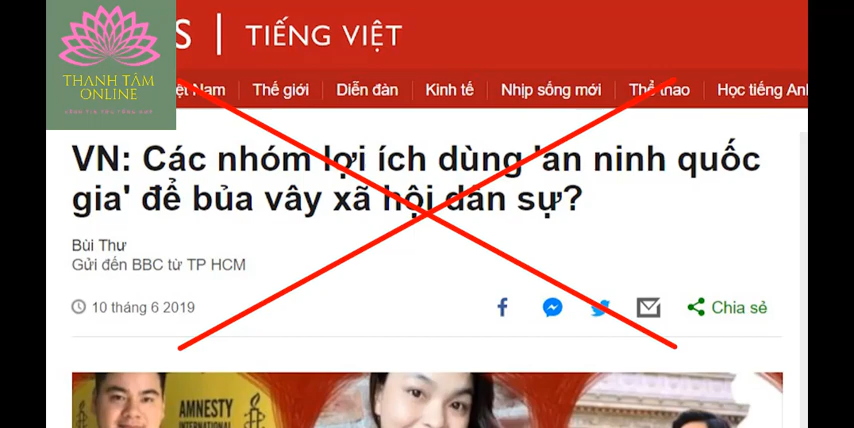 S | TIẾNG VIỆT
THANH TÂM
ONLINE
ệt Nam Thế giới Diễn đàn Kinh tế Nhịp sống mới Thể thao Học tiếng Anh
VN: Các nhóm lợi ích dùng 'an ninh quốc
gia' để bủa vây xã hội dân sự?
Bùi Thư
Gửi đến BBC từ TP HCM
10 tháng 6 2019
Chia sẻ
AMNESTY
INTERNATIONAL